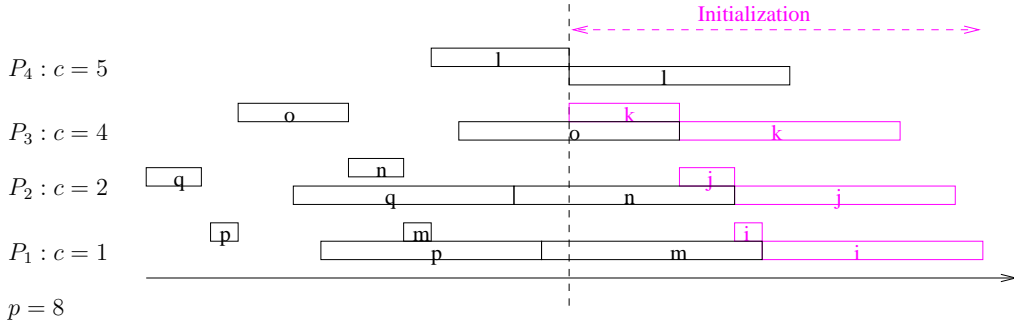 Initialization
l
P₄ : c = 5
l
o
k
P₃ : c = 4
o
k
n
q
j
P₂ : c = 2
q
n
j
p
m
i
P₁ : c = 1
p
m
i
p = 8